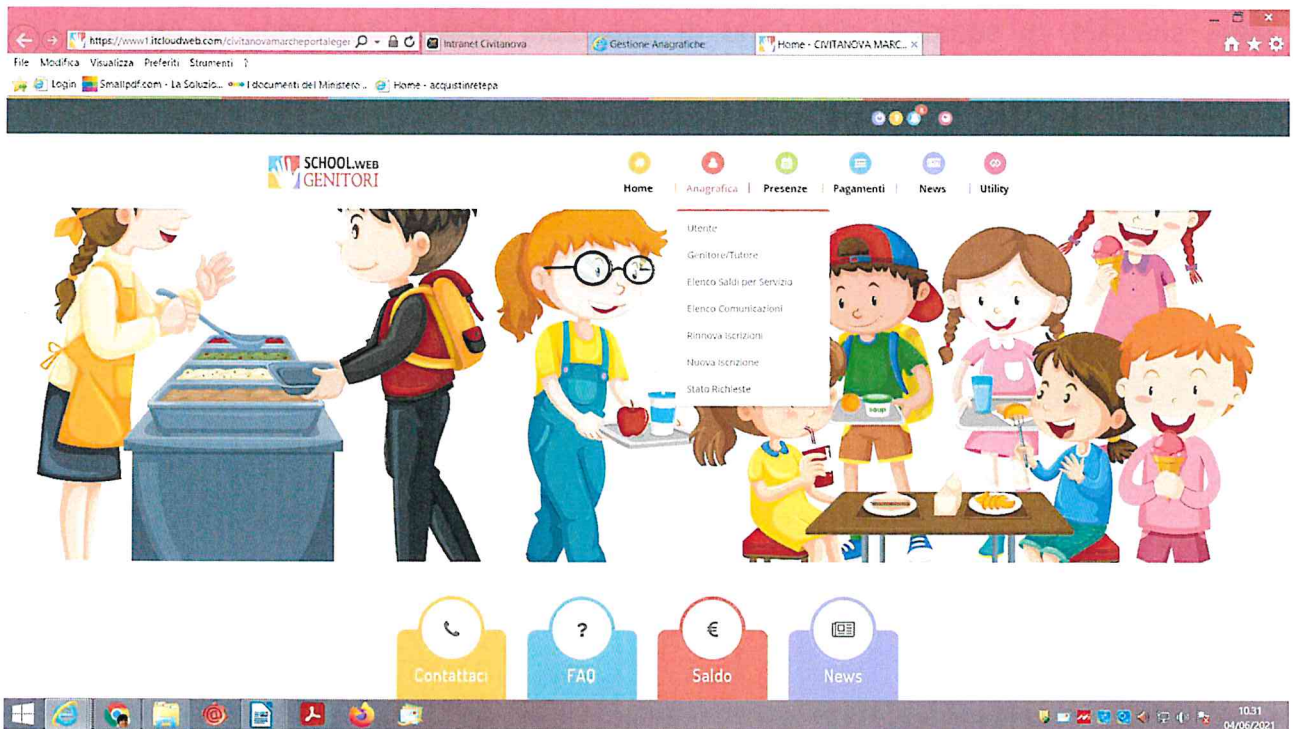 https://www1.itcloudweb.com/civitanovamarcheportaleger
Intranet Civitanova
Gestione Anagrafiche
Home - CIVITANOVA MARC...
File Modifica Visualizza Preferiti Strumenti ?
Login Smallpdf.com - La Soluzio... I documenti del Ministero... Home - acquistinretepa
SCHOOL.WEB
GENITORI
Home Anagrafica Presenze Pagamenti News Utility
Utente
Genitore/Tutore
Elenco Saldi per Servizio
Elenco Comunicazioni
Rinnova Iscrizioni
Nuova Iscrizione
Stato Richieste
soup
Contattaci FAQ Saldo News
10.31
04/06/2021